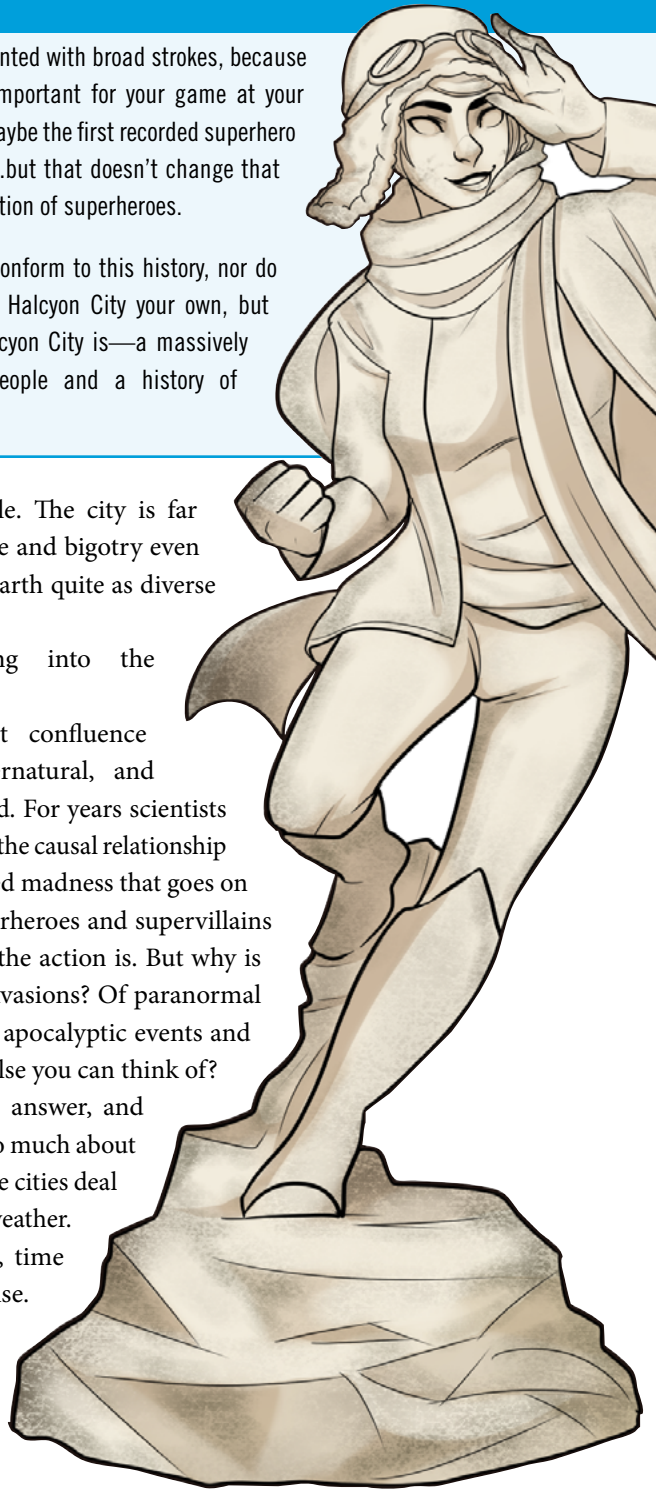 nted with broad strokes, because
mportant for your game at your
aybe the first recorded superhero
..but that doesn't change that
tion of superheroes.
onform to this history, nor do
Halcyon City your own, but
cyon City is—a massively
eople and a history of
le. The city is far
e and bigotry even
arth quite as diverse
ng into the
t confluence
ernatural, and
d. For years scientists
the causal relationship
ed madness that goes on
rheroes and supervillains
the action is. But why is
vasions? Of paranormal
apocalyptic events and
lse you can think of?
answer, and
o much about
e cities deal
weather.
, time
se.